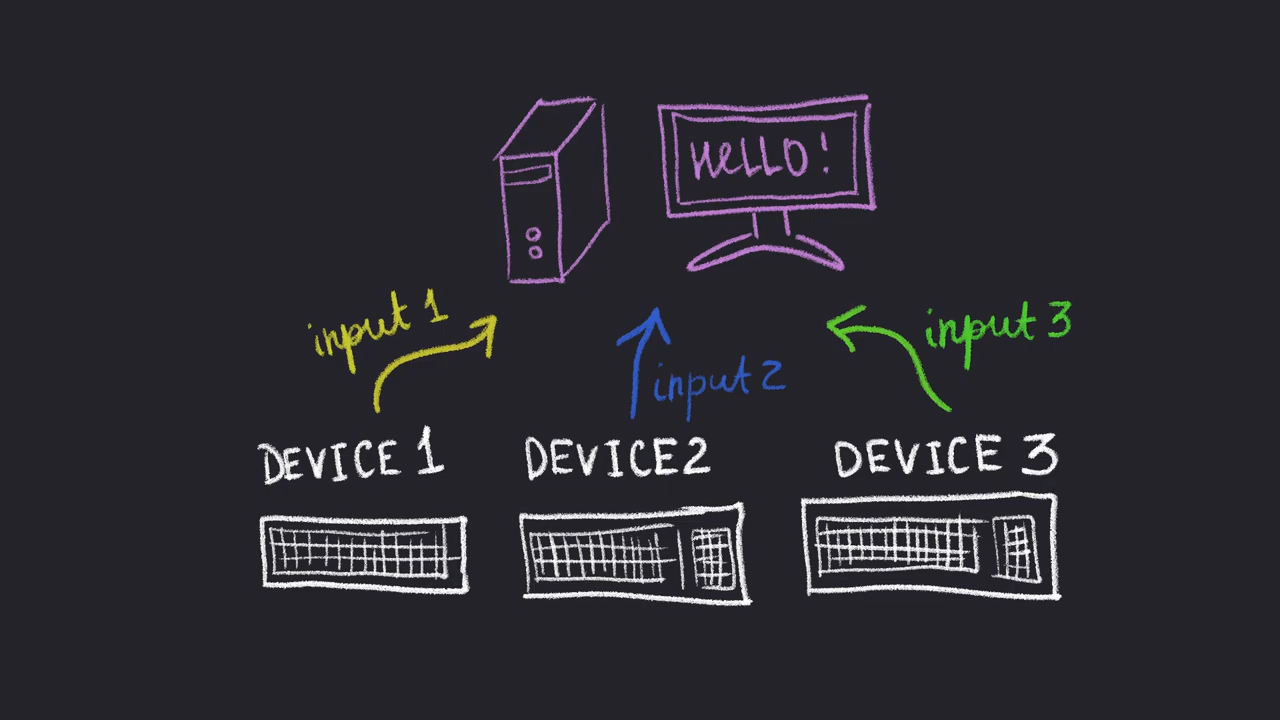 HELLO!
input 1
input 2
input 3
DEVICE 1
DEVICE2
DEVICE 3